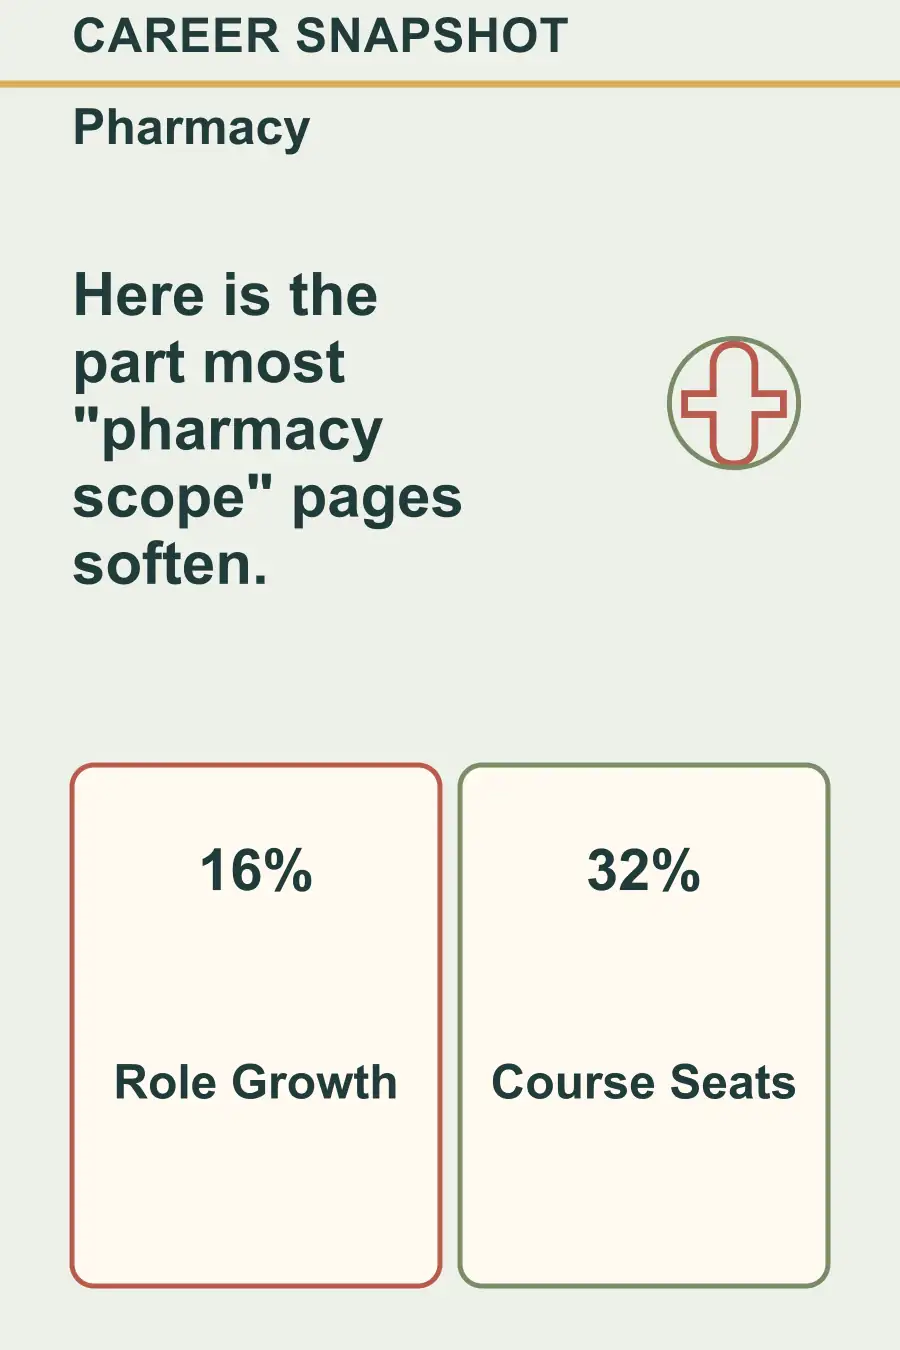 CAREER SNAPSHOT
Pharmacy
Here is the
part most
"pharmacy
scope" pages
soften.
16%
Role Growth
32%
Course Seats